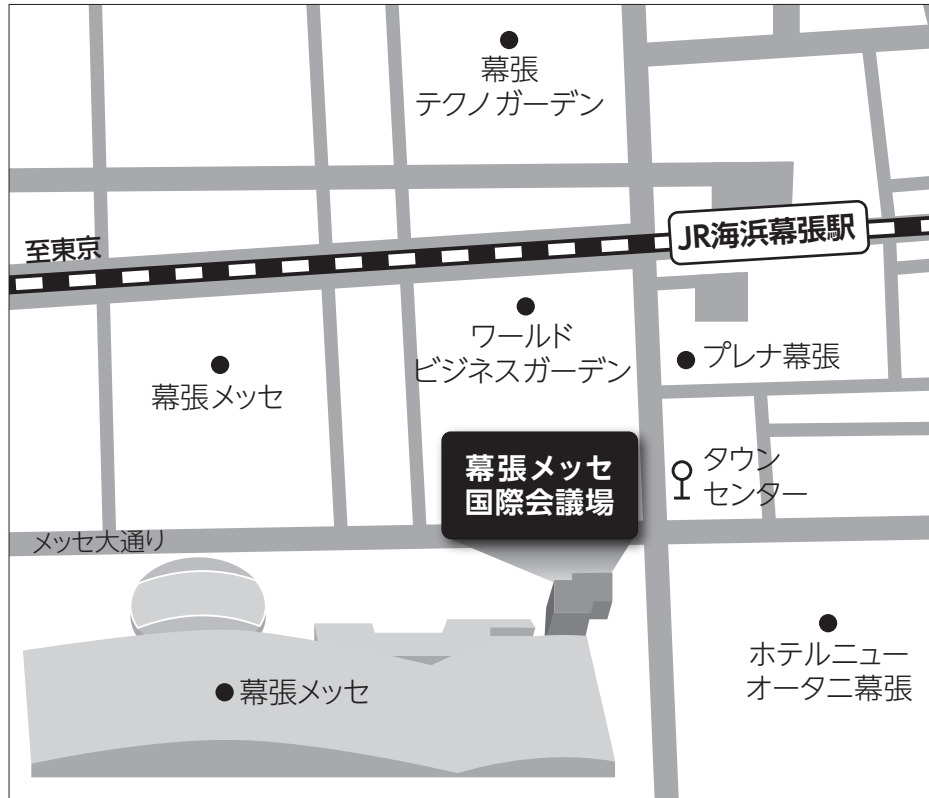 幕張
テクノガーデン
至東京
JR海浜幕張駅
ワールド
ビジネスガーデン
プレナ幕張
幕張メッセ
幕張メッセ
国際会議場
タウン
センター
メッセ大通り
ホテルニュー
オータニ幕張
幕張メッセ